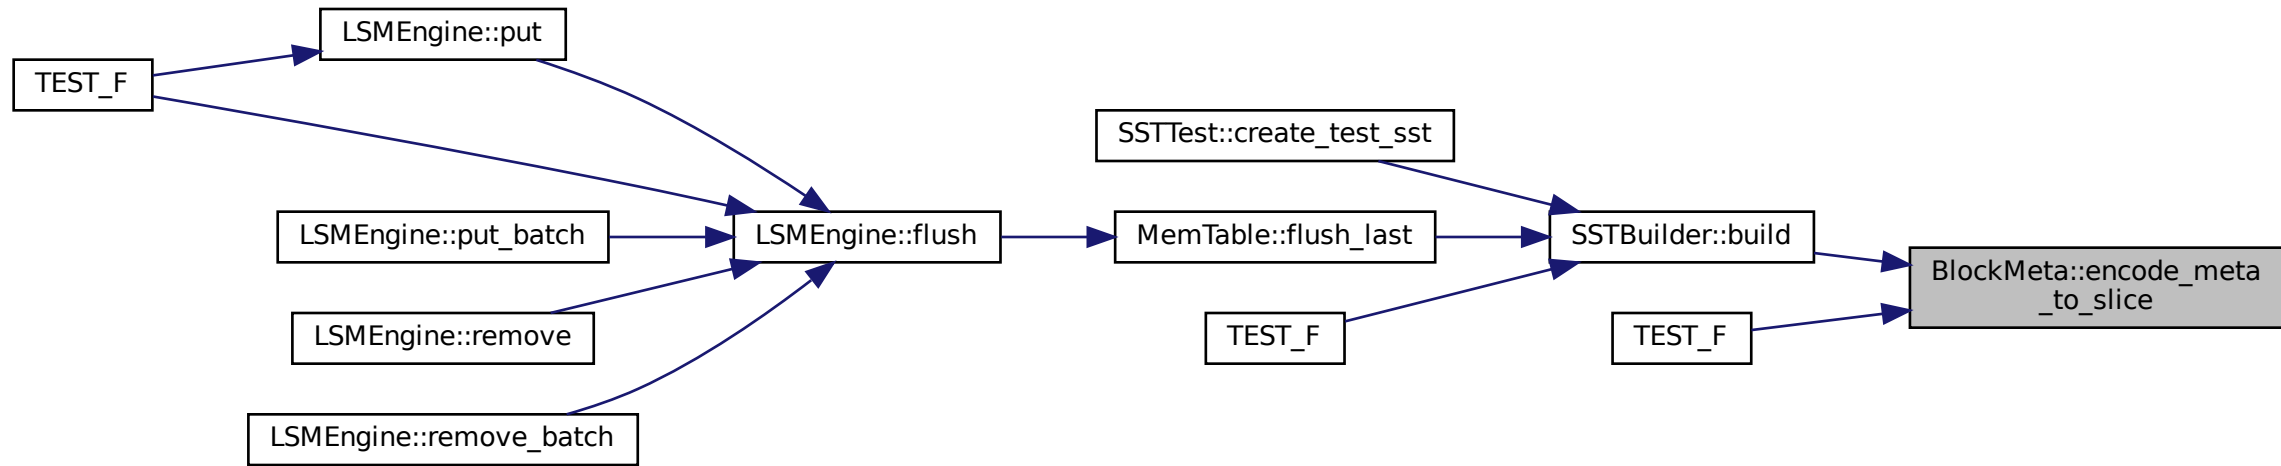 LSMEngine::put
TEST_F
SSTTest::create_test_sst
LSMEngine::put_batch
LSMEngine::flush
MemTable::flush_last
SSTBuilder::build
BlockMeta::encode_meta
_to_slice
LSMEngine::remove
TEST_F
TEST_F
LSMEngine::remove_batch